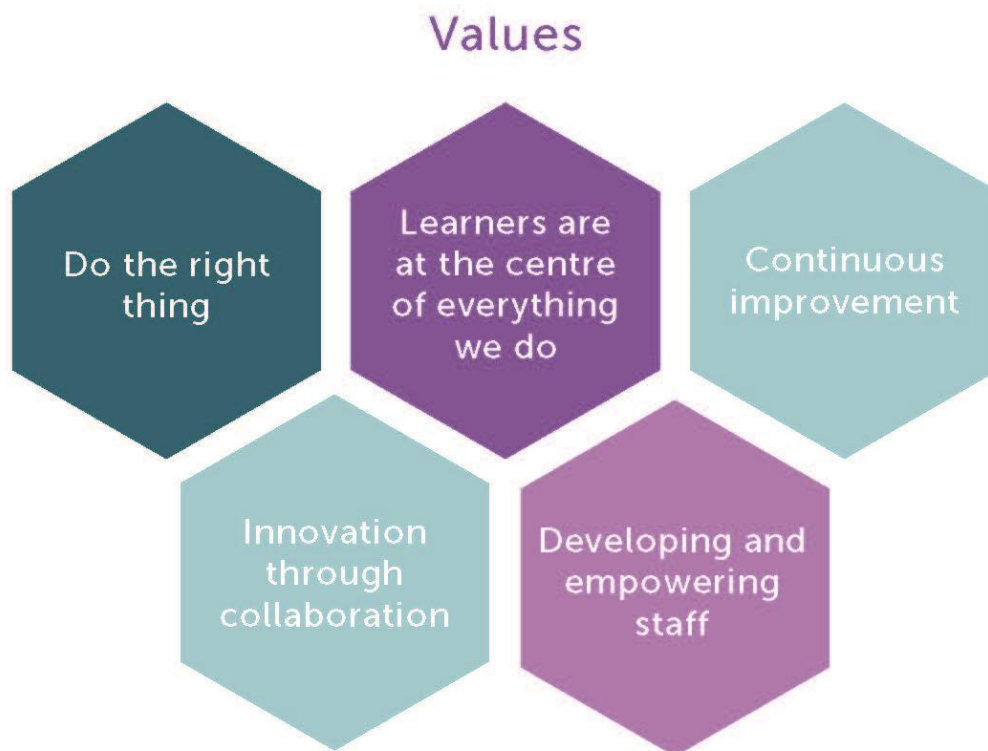 Values
Do the right
thing
Learners are
at the centre
of everything
we do
Continuous
improvement
Innovation
through
collaboration
Developing and
empowering
staff